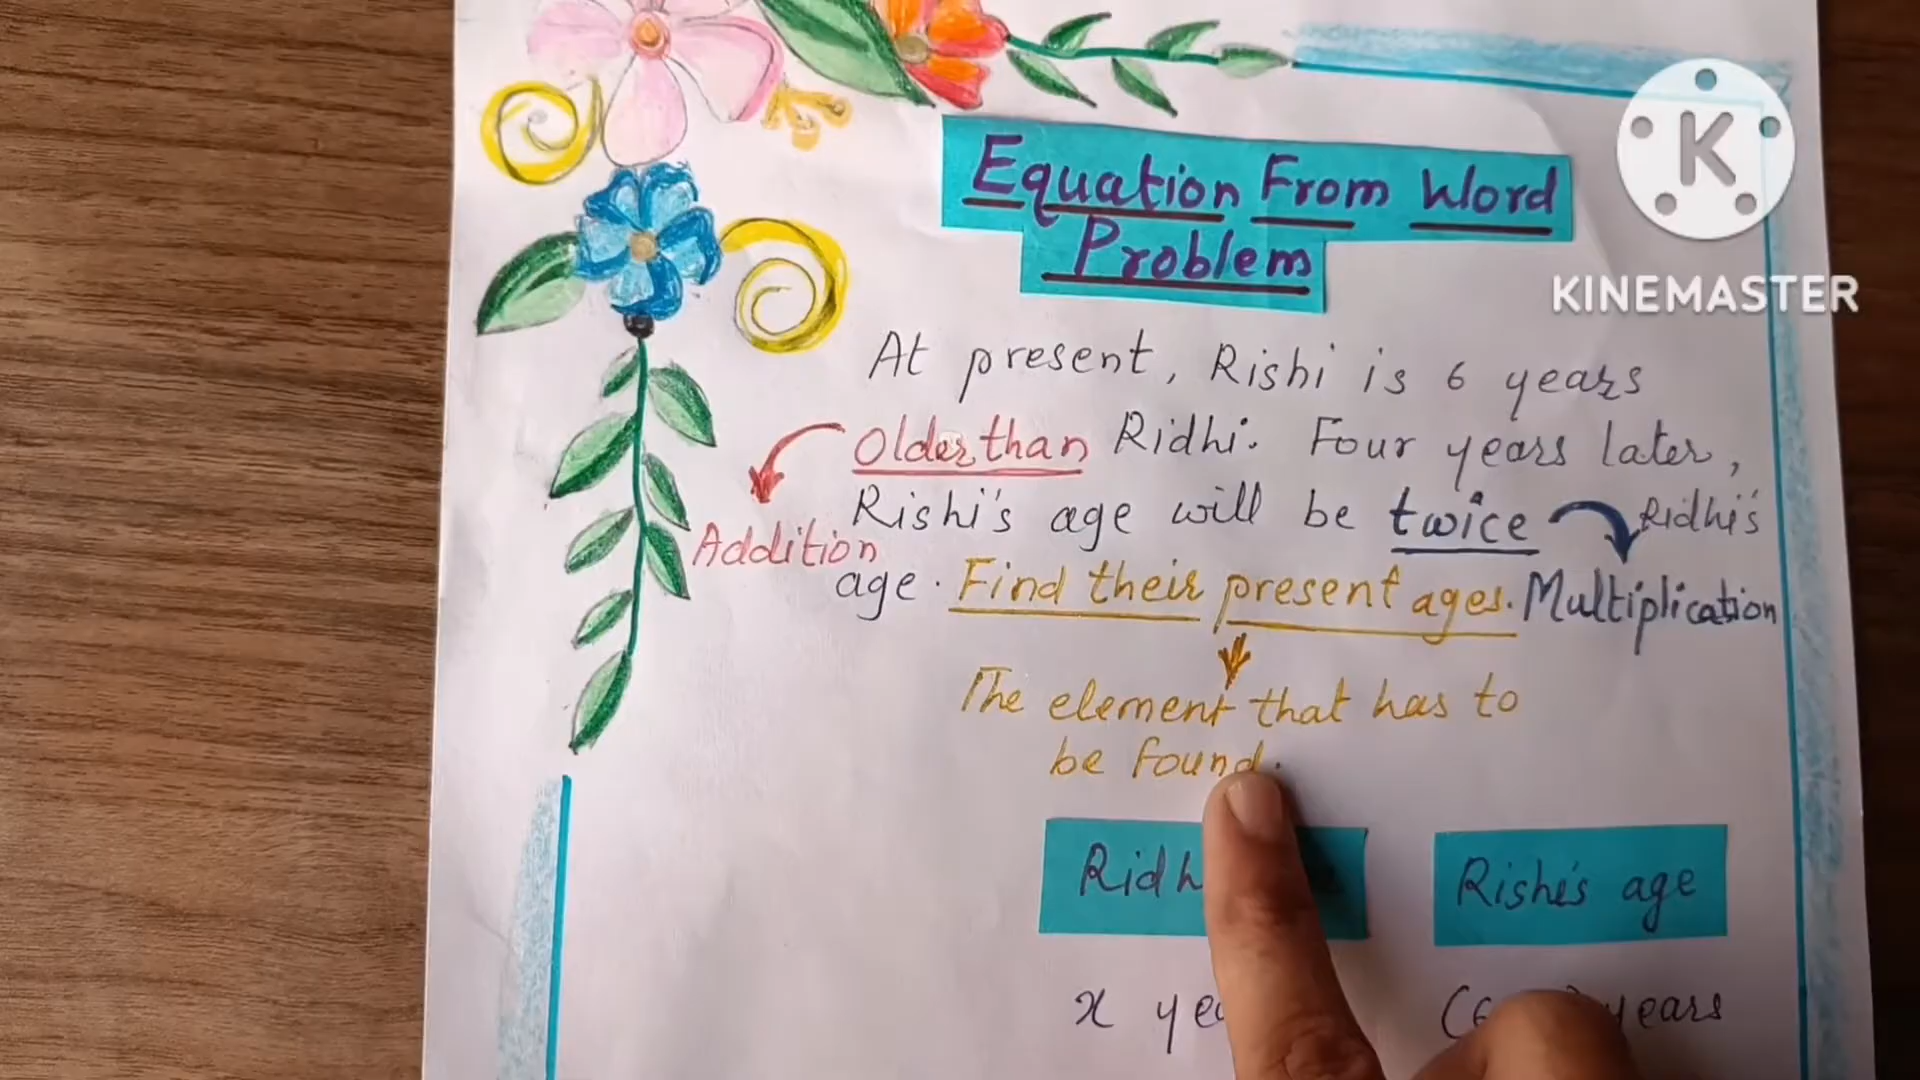 Equation From Word
Problem
K
KINEMASTER
At present, Rishi is 6 years
Older than Ridhi. Four years later,
Rishi's age will be twice Ridhi's
Addition
age. Find their present ages. Multiplication
The element that has to
be found.
Rishi's age
x
years